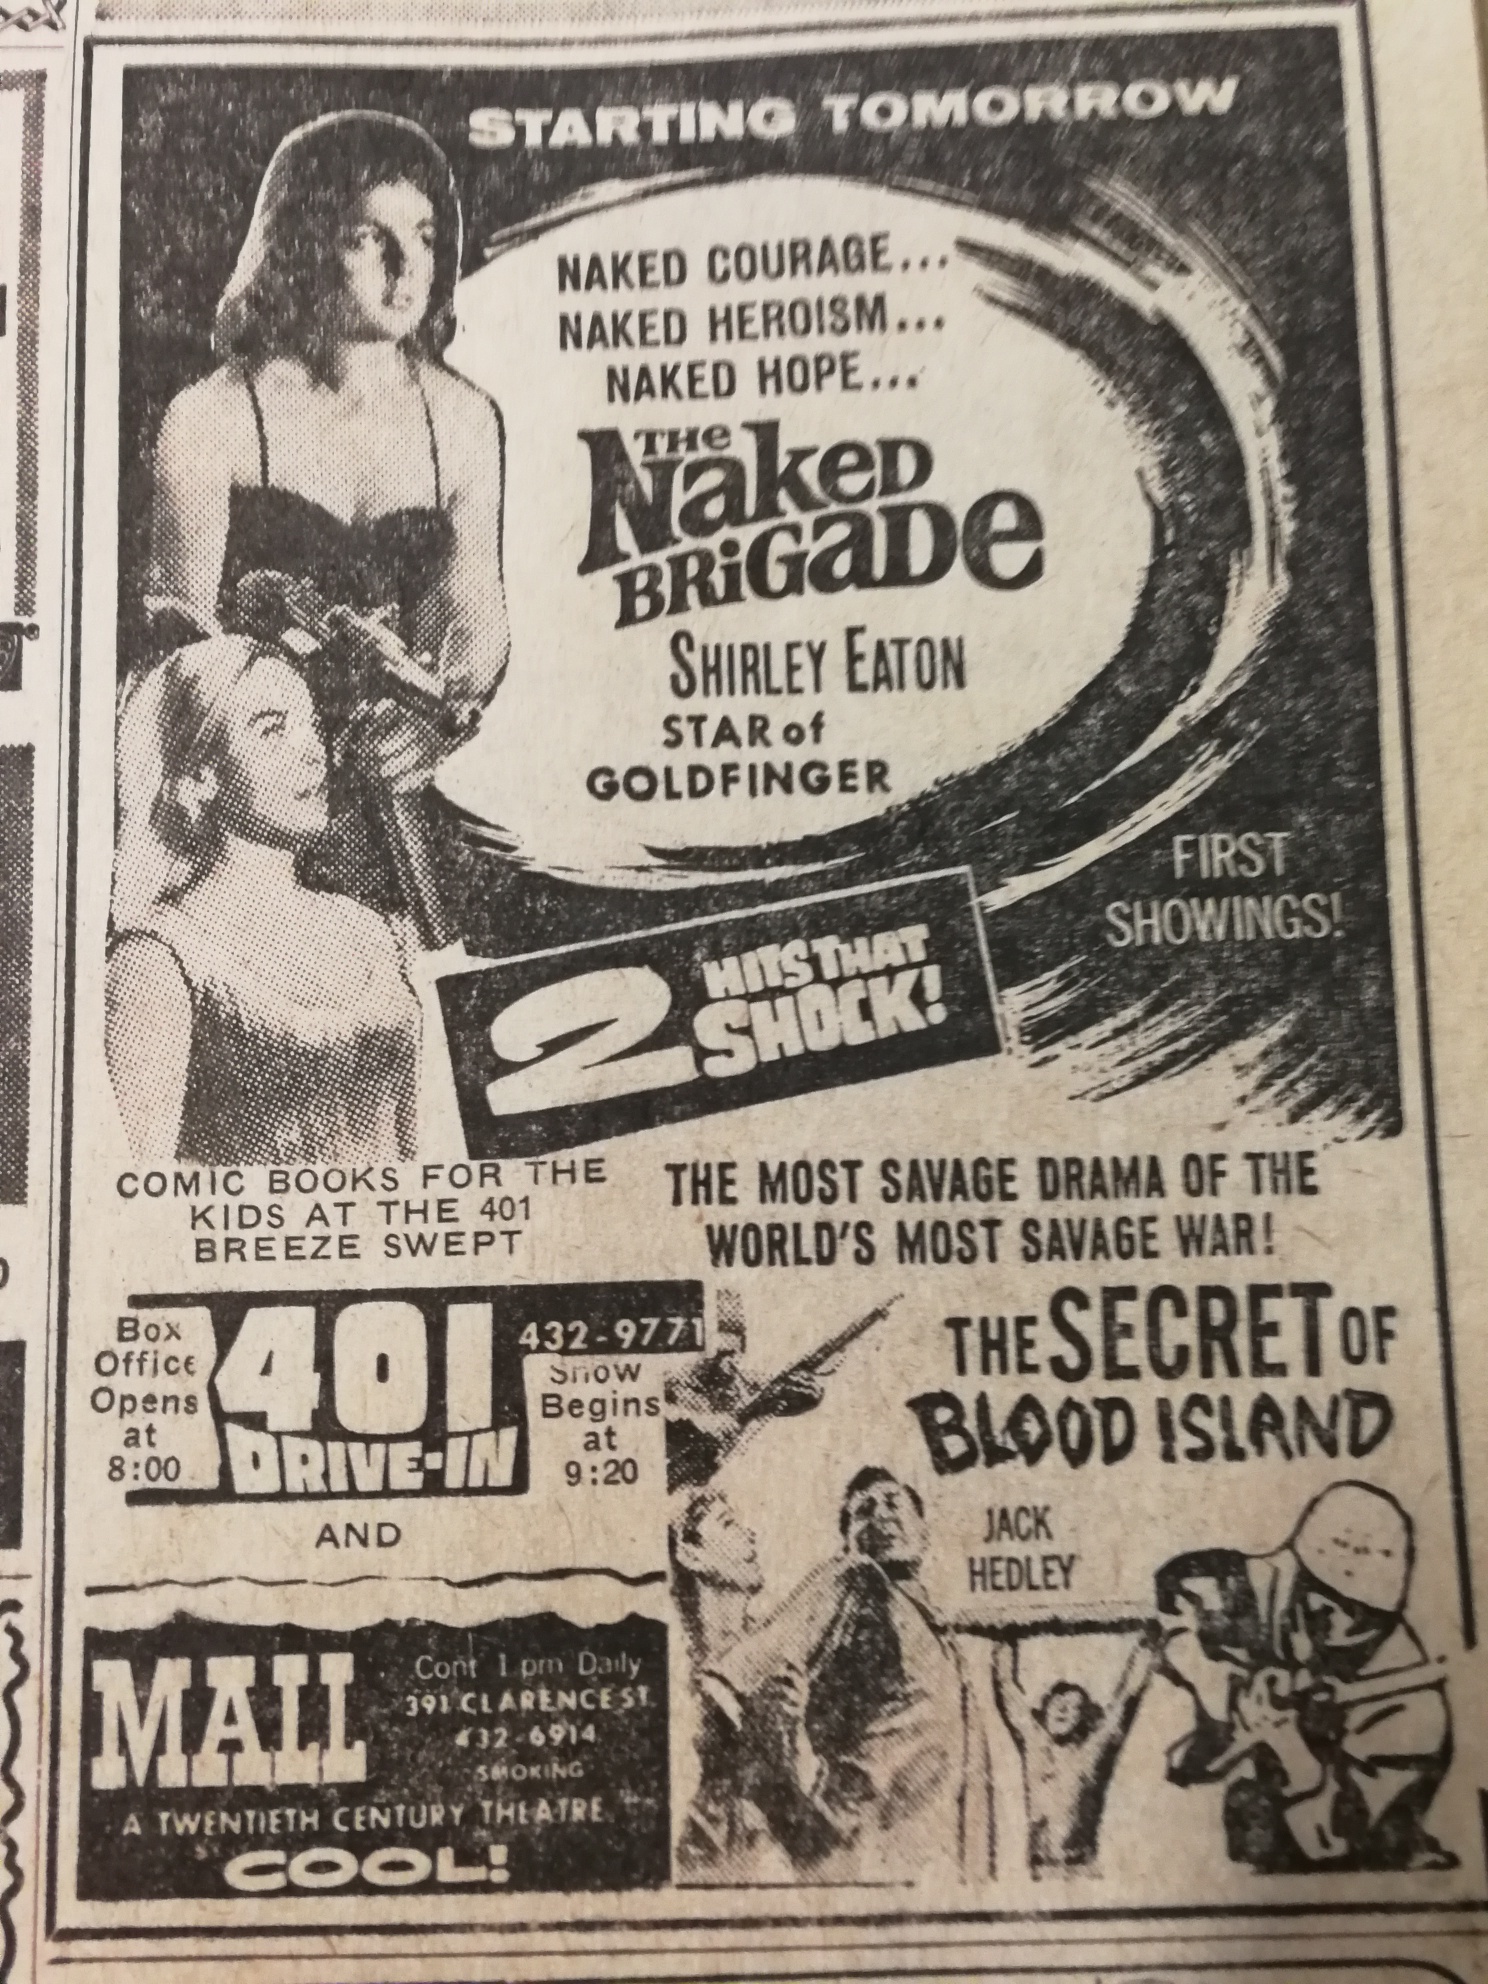 STARTING TOMORROW
NAKED COURAGE...
NAKED HEROISM...
NAKED HOPE...
THE
NAKED
BRIGADE
SHIRLEY EATON
STAR of
GOLDFINGER
FIRST
SHOWINGS!
2 HITS THAT
SHOCK!
COMIC BOOKS FOR THE
KIDS AT THE 401
BREEZE SWEPT
THE MOST SAVAGE DRAMA OF THE
WORLD'S MOST SAVAGE WAR!
Box
Office
Opens
at
8:00
401
DRIVE-IN
432-9771
Show
Begins
at
9:20
AND
THE SECRET OF
BLOOD ISLAND
JACK
HEDLEY
MALL
Cont 1 pm Daily
391 CLARENCE ST
432-6914
SMOKING
A TWENTIETH CENTURY THEATRE
COOL!